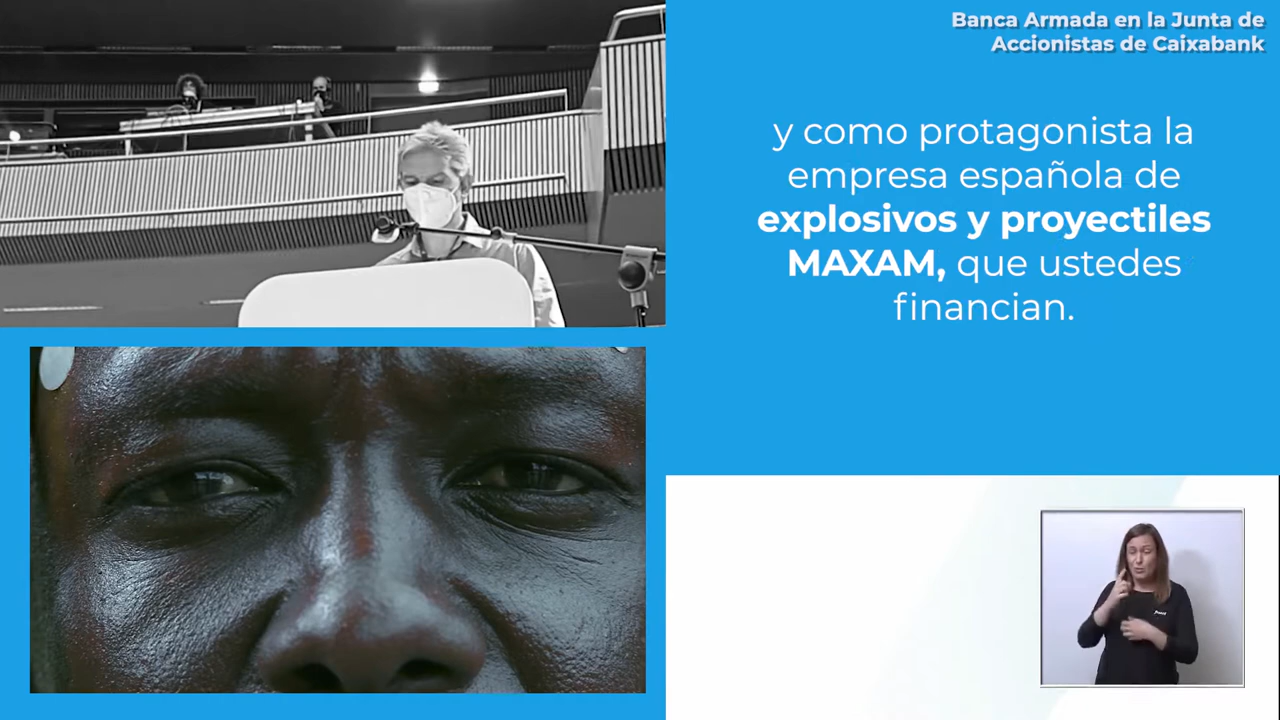 Banca Armada en la Junta de
Accionistas de Caixabank
y como protagonista la
empresa española de
explosivos y proyectiles
MAXAM, que ustedes
financian.